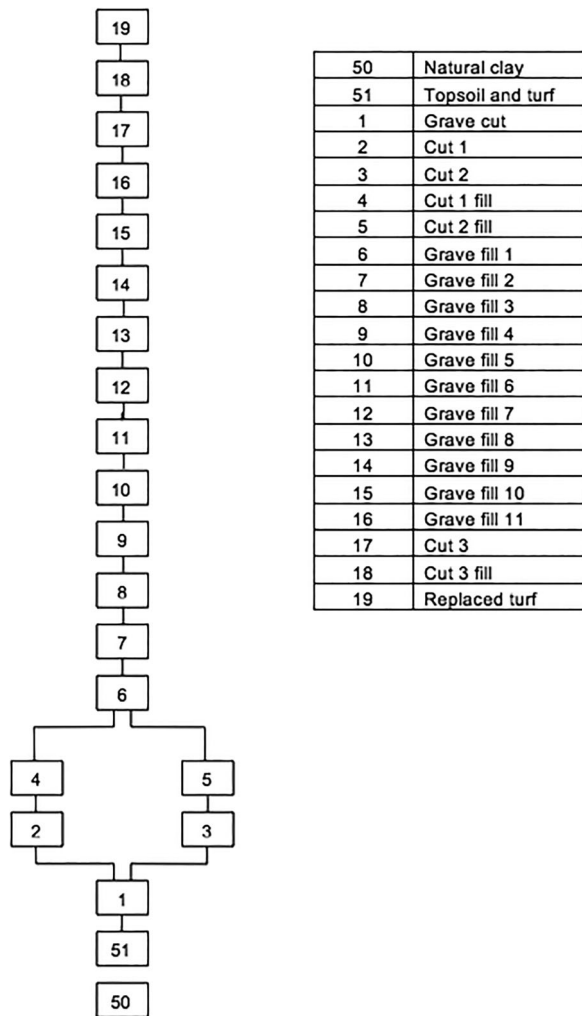 19
18
17
16
15
14
13
12
11
10
9
8
7
6
4 5
2 3
1
51
50
50 Natural clay
51 Topsoil and turf
1 Grave cut
2 Cut 1
3 Cut 2
4 Cut 1 fill
5 Cut 2 fill
6 Grave fill 1
7 Grave fill 2
8 Grave fill 3
9 Grave fill 4
10 Grave fill 5
11 Grave fill 6
12 Grave fill 7
13 Grave fill 8
14 Grave fill 9
15 Grave fill 10
16 Grave fill 11
17 Cut 3
18 Cut 3 fill
19 Replaced turf